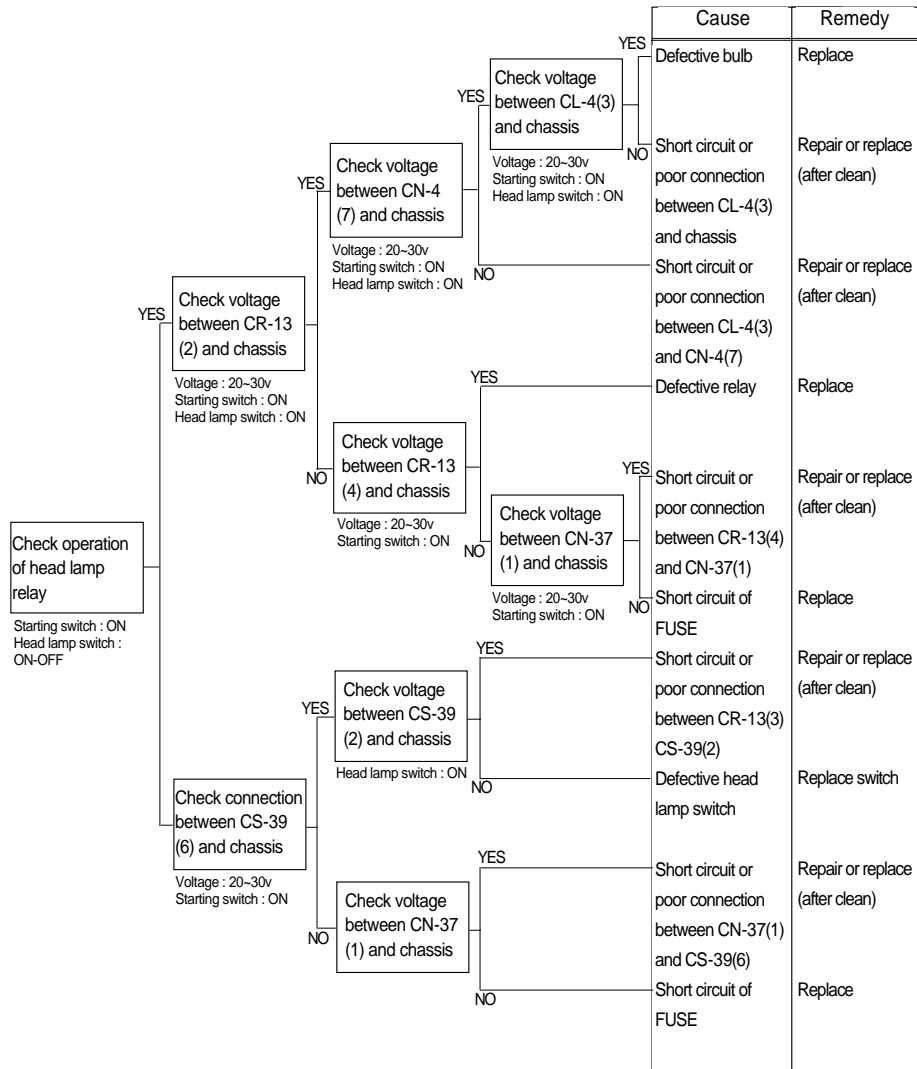 Cause
Remedy
YES
Defective bulb
Replace
Check voltage
between CL-4(3)
and chassis
YES
NO
Short circuit or
poor connection
between CL-4(3)
and chassis
Repair or replace
(after clean)
Voltage : 20~30v
Starting switch : ON
Head lamp switch : ON
Check voltage
between CN-4
(7) and chassis
YES
Voltage : 20~30v
Starting switch : ON
Head lamp switch : ON
NO
Short circuit or
poor connection
between CL-4(3)
and CN-4(7)
Repair or replace
(after clean)
Check voltage
between CR-13
(2) and chassis
YES
Voltage : 20~30v
Starting switch : ON
Head lamp switch : ON
YES
Defective relay
Replace
Check voltage
between CR-13
(4) and chassis
NO
Voltage : 20~30v
Starting switch : ON
YES
Short circuit or
poor connection
between CR-13(4)
and CN-37(1)
Repair or replace
(after clean)
Check voltage
between CN-37
(1) and chassis
NO
Voltage : 20~30v
Starting switch : ON
NO
Short circuit of
FUSE
Replace
Check operation
of head lamp
relay
Starting switch : ON
Head lamp switch :
ON-OFF
YES
Short circuit or
poor connection
between CR-13(3)
CS-39(2)
Repair or replace
(after clean)
YES
Check voltage
between CS-39
(2) and chassis
Head lamp switch : ON
NO
Defective head
lamp switch
Replace switch
Check connection
between CS-39
(6) and chassis
Voltage : 20~30v
Starting switch : ON
YES
Short circuit or
poor connection
between CN-37(1)
and CS-39(6)
Repair or replace
(after clean)
Check voltage
between CN-37
(1) and chassis
NO
NO
Short circuit of
FUSE
Replace